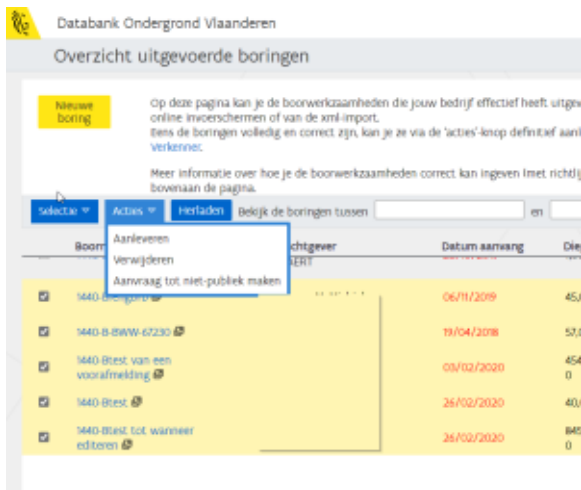 Databank Ondergrond Vlaanderen
Overzicht uitgevoerde boringen
Nieuwe boring
Op deze pagina kan je de boorwerkzaamheden die jouw bedrijf effectief heeft
online invoerschermen of van de xml-import.
Eens de boringen volledig en correct zijn, kan je ze via de 'acties'-knop definitief
Verkenner.
Meer informatie over hoe je de boorwerkzaamheden correct kan ingeven (met
bovenaan de pagina.
Selectie Acties Herladen Bekijk de boringen tussen en
Aanleveren
Verwijderen
Aanvraag tot niet-publiek maken
Datum aanvang
06/11/2019
1440-B-BWW-67230 19/04/2018
1440-Btest van een
voorafmelding 03/02/2020
1440-Btest 26/02/2020
1440-Btest tot wanneer
editeren 26/02/2020